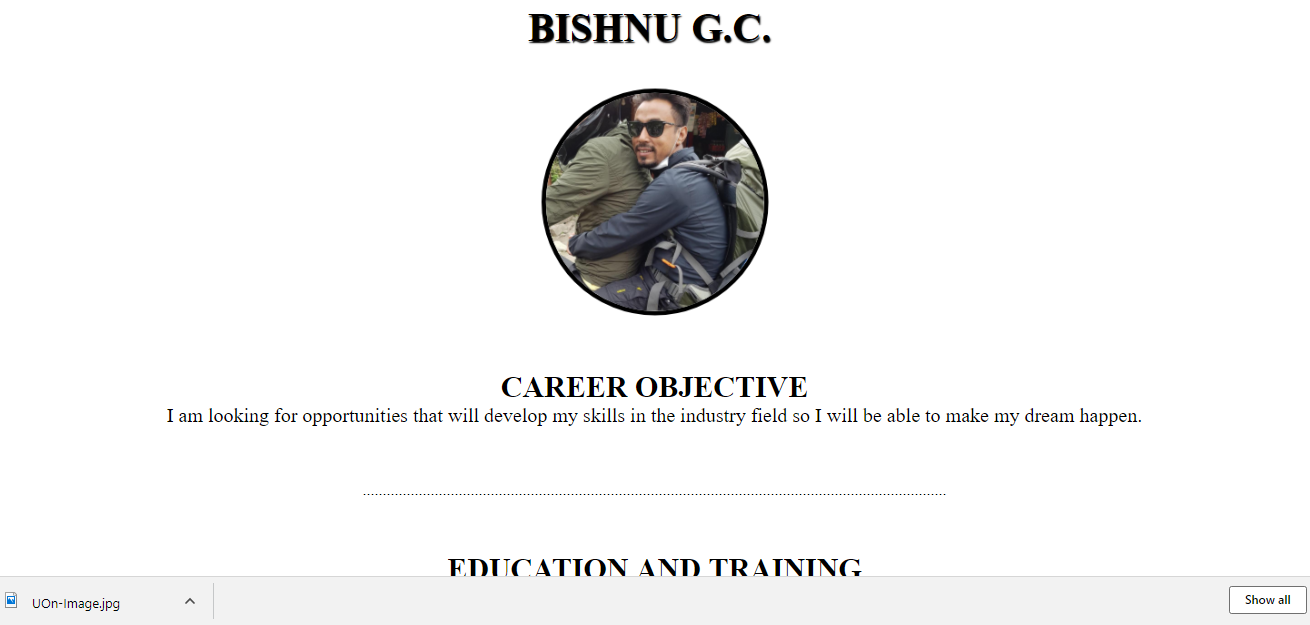 BISHNU G.C.
CAREER OBJECTIVE
I am looking for opportunities that will develop my skills in the industry field so I will be able to make my dream happen.
EDUCATION AND TRAINING
UOn-Image.jpg
Show all